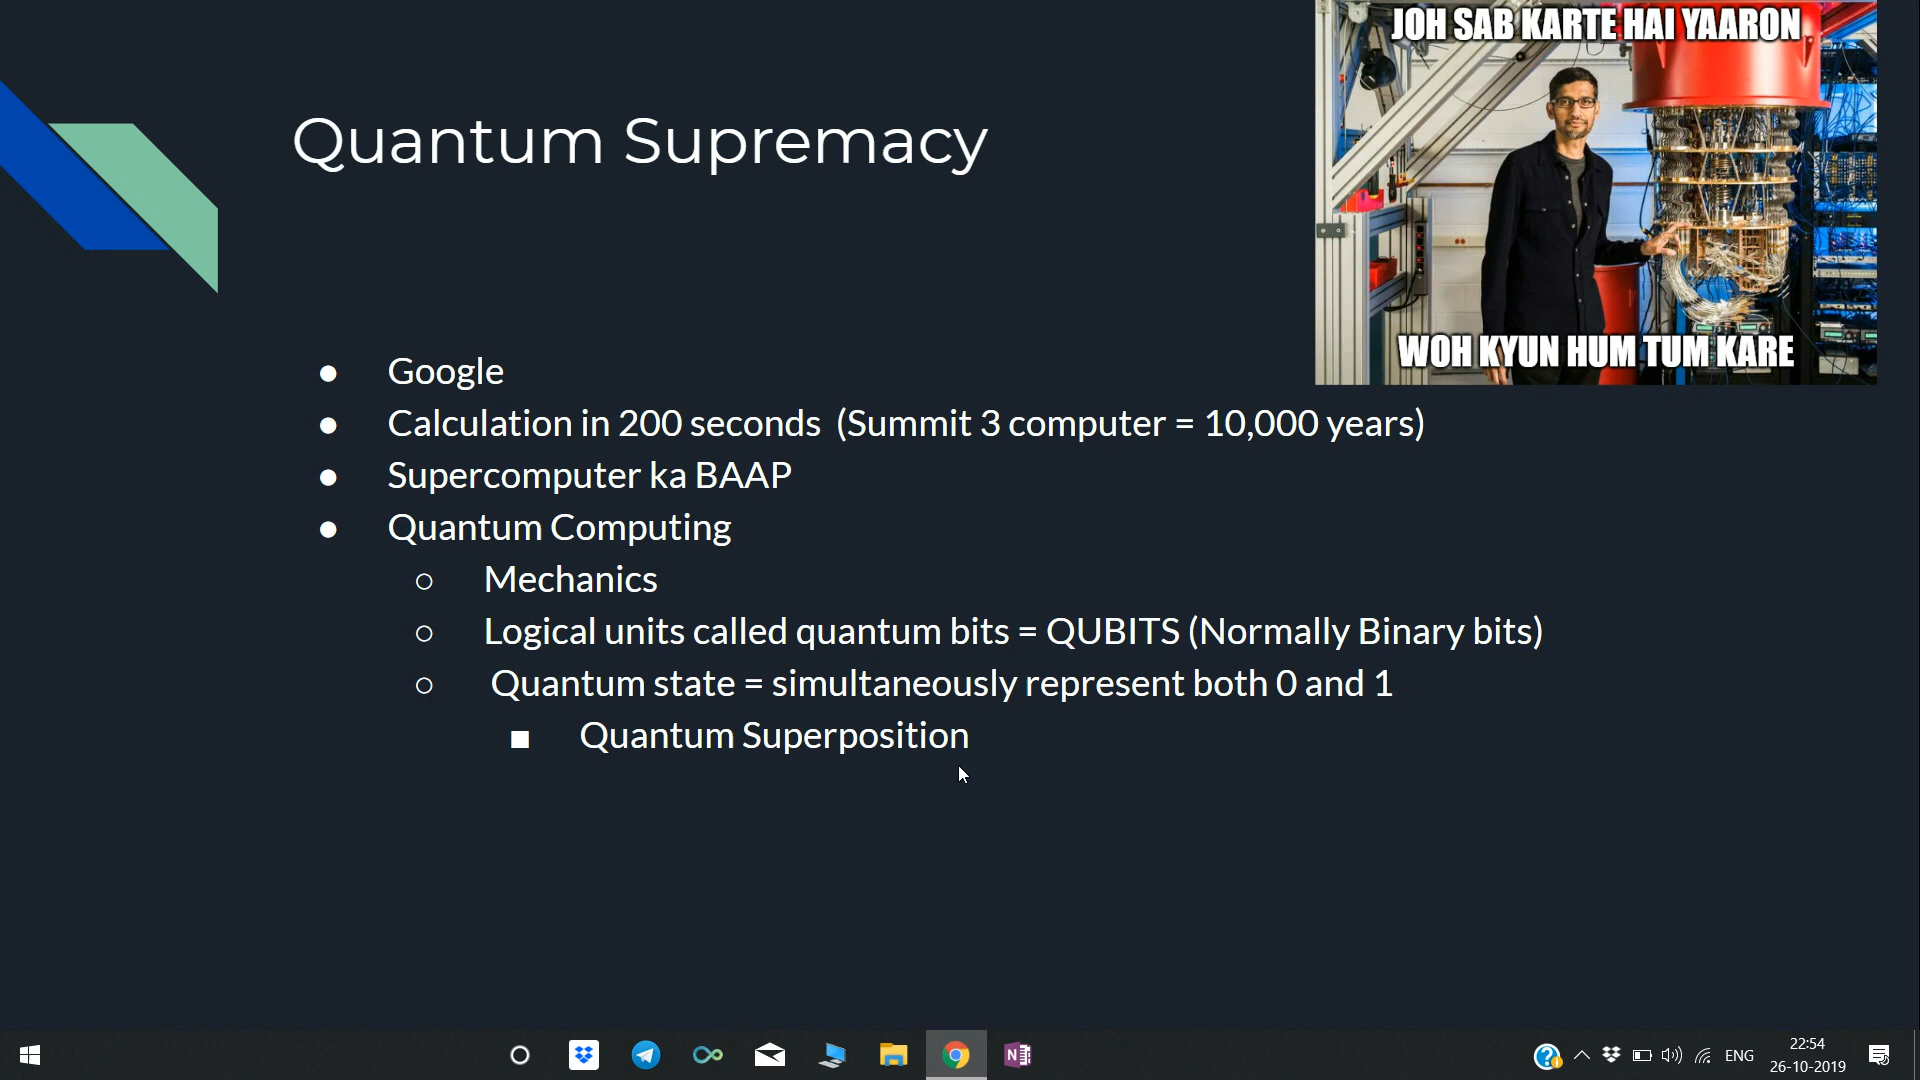 JOH SAB KARTE HAI YAARON
WOH KYUN HUM TUM KARE
Quantum Supremacy
Google
Calculation in 200 seconds (Summit 3 computer = 10,000 years)
Supercomputer ka BAAP
Quantum Computing
Mechanics
Logical units called quantum bits = QUBITS (Normally Binary bits)
Quantum state = simultaneously represent both 0 and 1
Quantum Superposition
ENG
22:54
26-10-2019